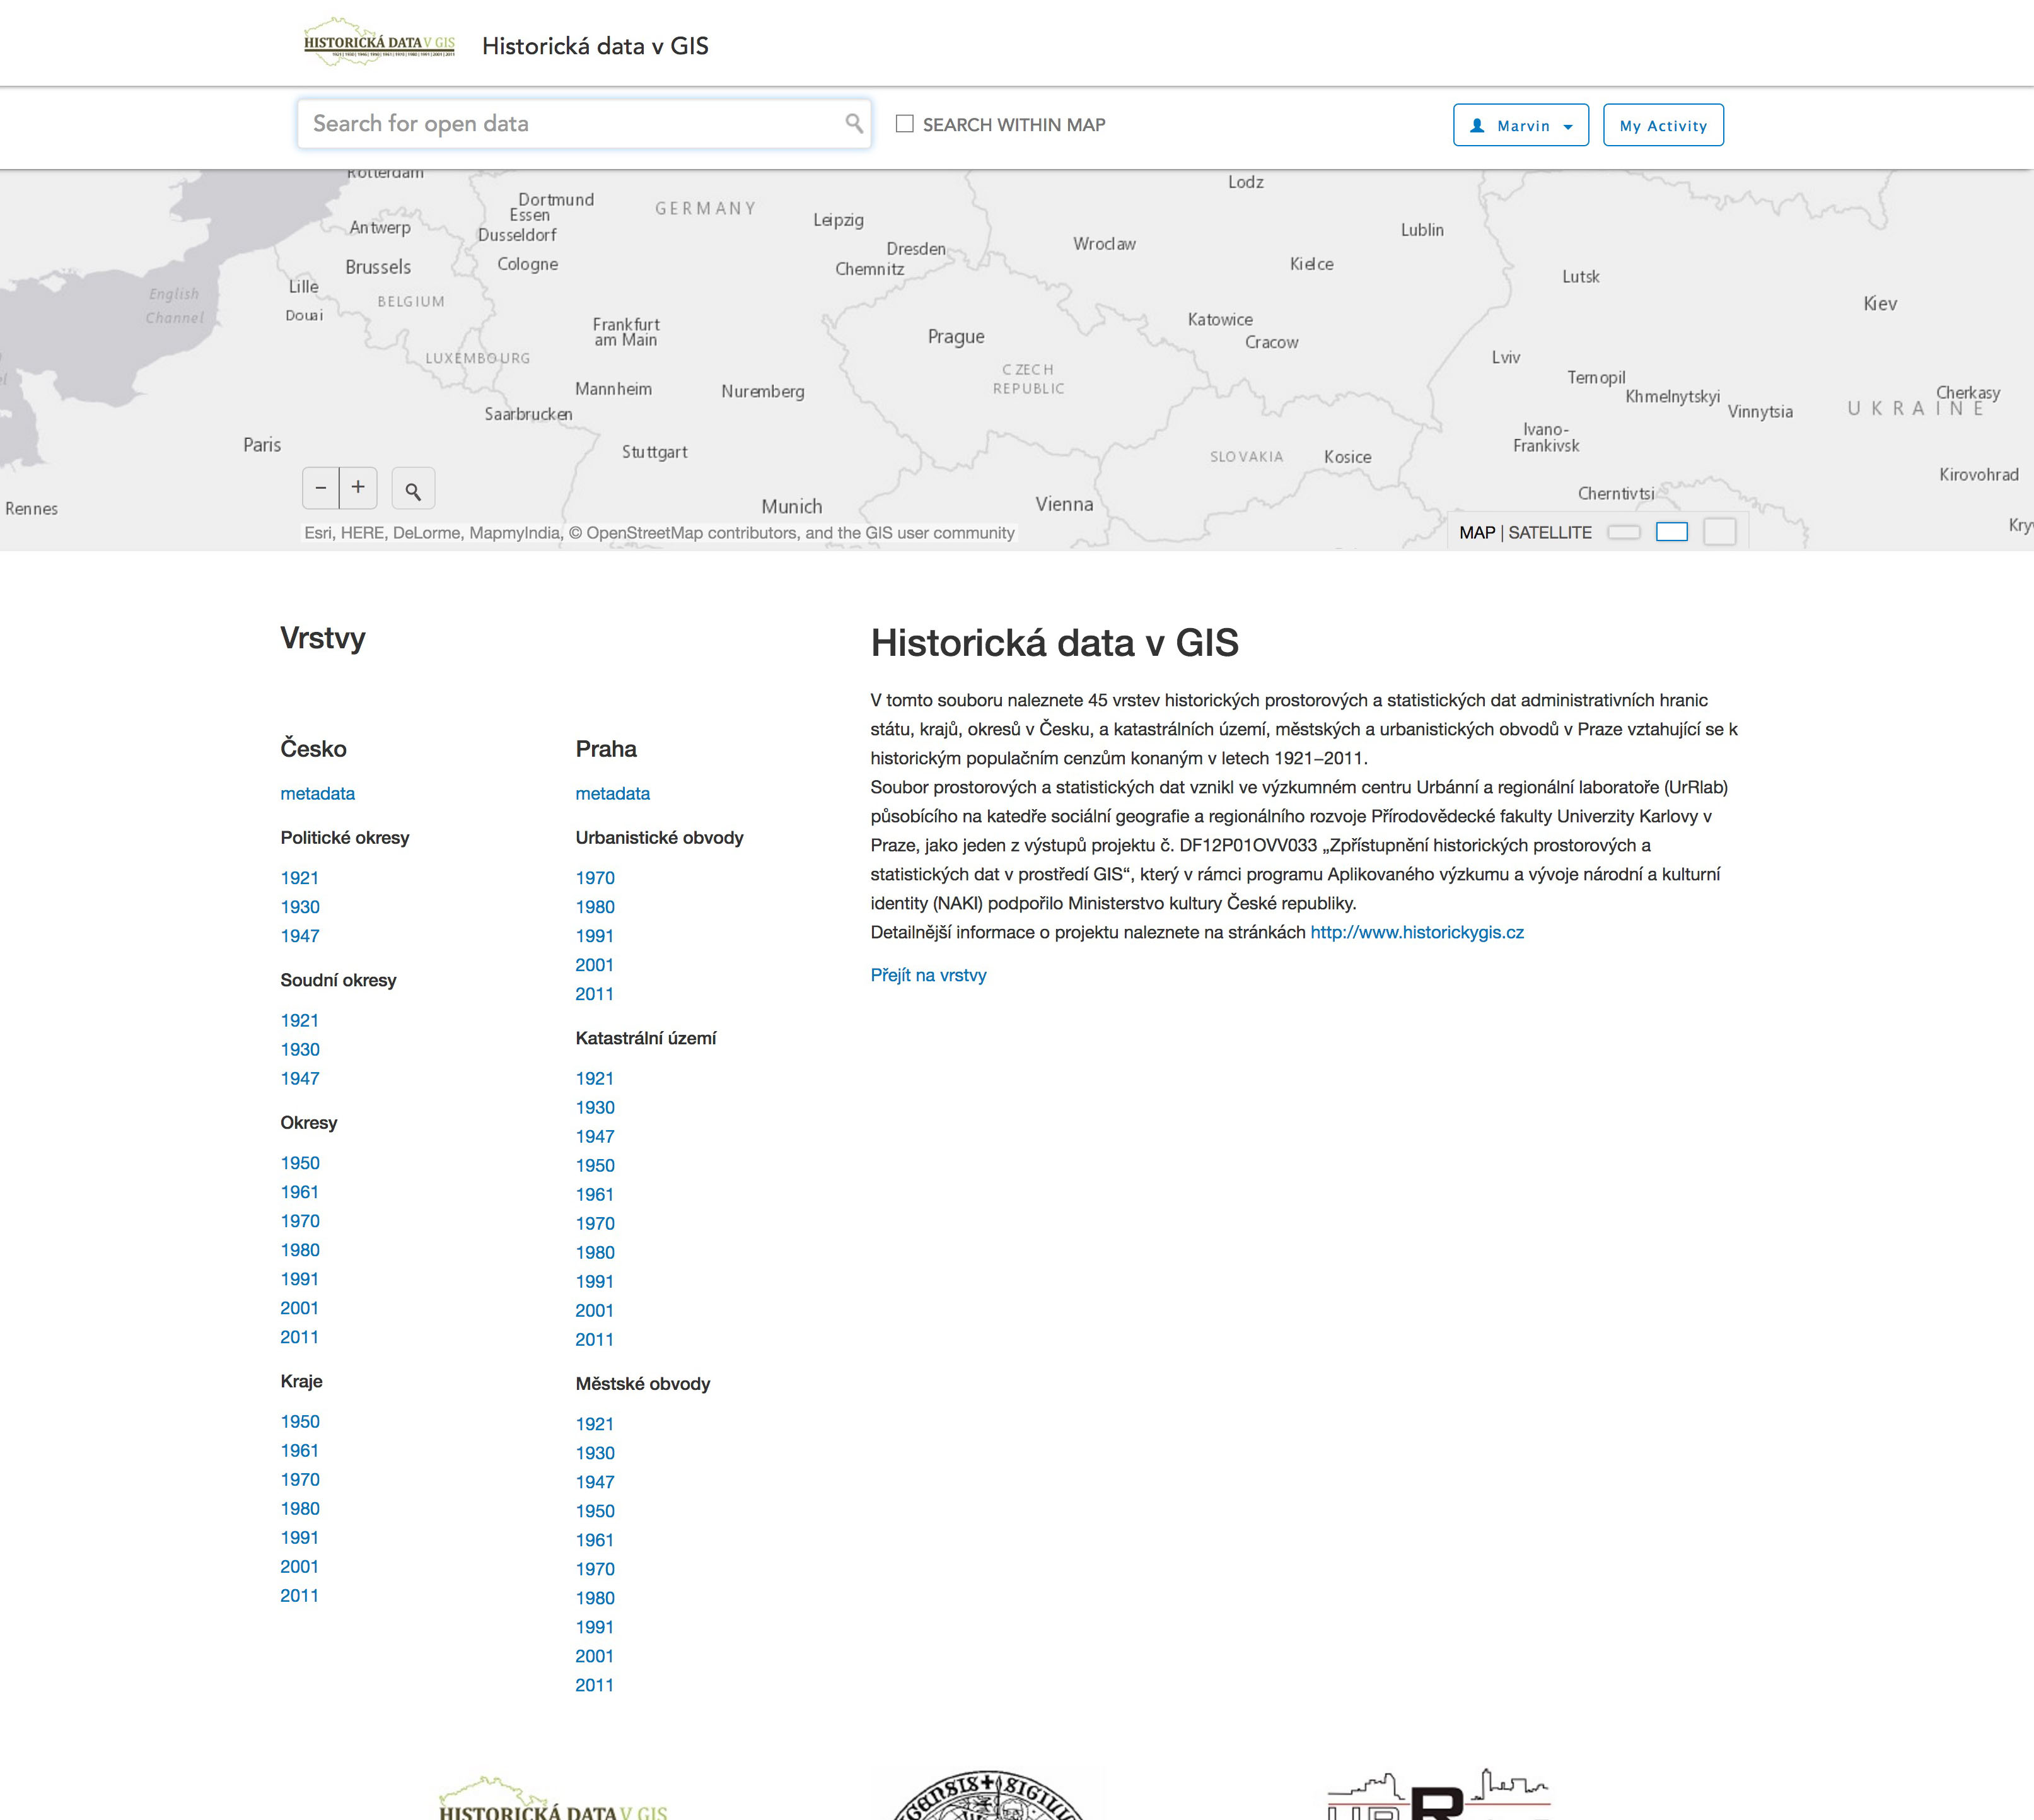 HISTORICKÁ DATA V GIS
Historická data v GIS
Search for open data
SEARCH WITHIN MAP
Marvin
My Activity
Rotterdam
Dortmund
Essen
Dusseldorf
Cologne
GERMANY
Leipzig
Dresden
Chemnitz
Wroclaw
Lodz
Lublin
Kielce
Lutsk
Kiev
Antwerp
Brussels
BELGIUM
Lille
Douai
English
Channel
LUXEMBOURG
Frankfurt
am Main
Mannheim
Nuremberg
Saarbrucken
Stuttgart
Paris
Rennes
Munich
Prague
CZECH
REPUBLIC
Katowice
Cracow
Lviv
Ternopil
Khmelnytskyi
Vinnytsia
Cherkasy
UKRAINE
Ivano-
Frankivsk
SLOVAKIA
Kosice
Kirovohrad
Cherntivtsi
Vienna
Kry
− +
Esri, HERE, DeLorme, MapmyIndia, © OpenStreetMap contributors, and the GIS user community
MAP | SATELLITE
Vrstvy
Česko
metadata
Politické okresy
1921
1930
1947
Soudní okresy
1921
1930
1947
Okresy
1950
1961
1970
1980
1991
2001
2011
Kraje
1950
1961
1970
1980
1991
2001
2011
Praha
metadata
Urbanistické obvody
1970
1980
1991
2001
2011
Katastrální území
1921
1930
1947
1950
1961
1970
1980
1991
2001
2011
Městské obvody
1921
1930
1947
1950
1961
1970
1980
1991
2001
2011
Historická data v GIS
V tomto souboru naleznete 45 vrstev historických prostorových a statistických dat administrativních hranic
státu, krajů, okresů v Česku, a katastrálních území, městských a urbanistických obvodů v Praze vztahující se k
historickým populačním cenzům konaným v letech 1921–2011.
Soubor prostorových a statistických dat vznikl ve výzkumném centru Urbánní a regionální laboratoře (UrRlab)
působícího na katedře sociální geografie a regionálního rozvoje Přírodovědecké fakulty Univerzity Karlovy v
Praze, jako jeden z výstupů projektu č. DF12P01OVV033 „Zpřístupnění historických prostorových a
statistických dat v prostředí GIS“, který v rámci programu Aplikovaného výzkumu a vývoje národní a kulturní
identity (NAKI) podpořilo Ministerstvo kultury České republiky.
Detailnější informace o projektu naleznete na stránkách http://www.historickygis.cz
Přejít na vrstvy
HISTORICKÁ DATA V GIS